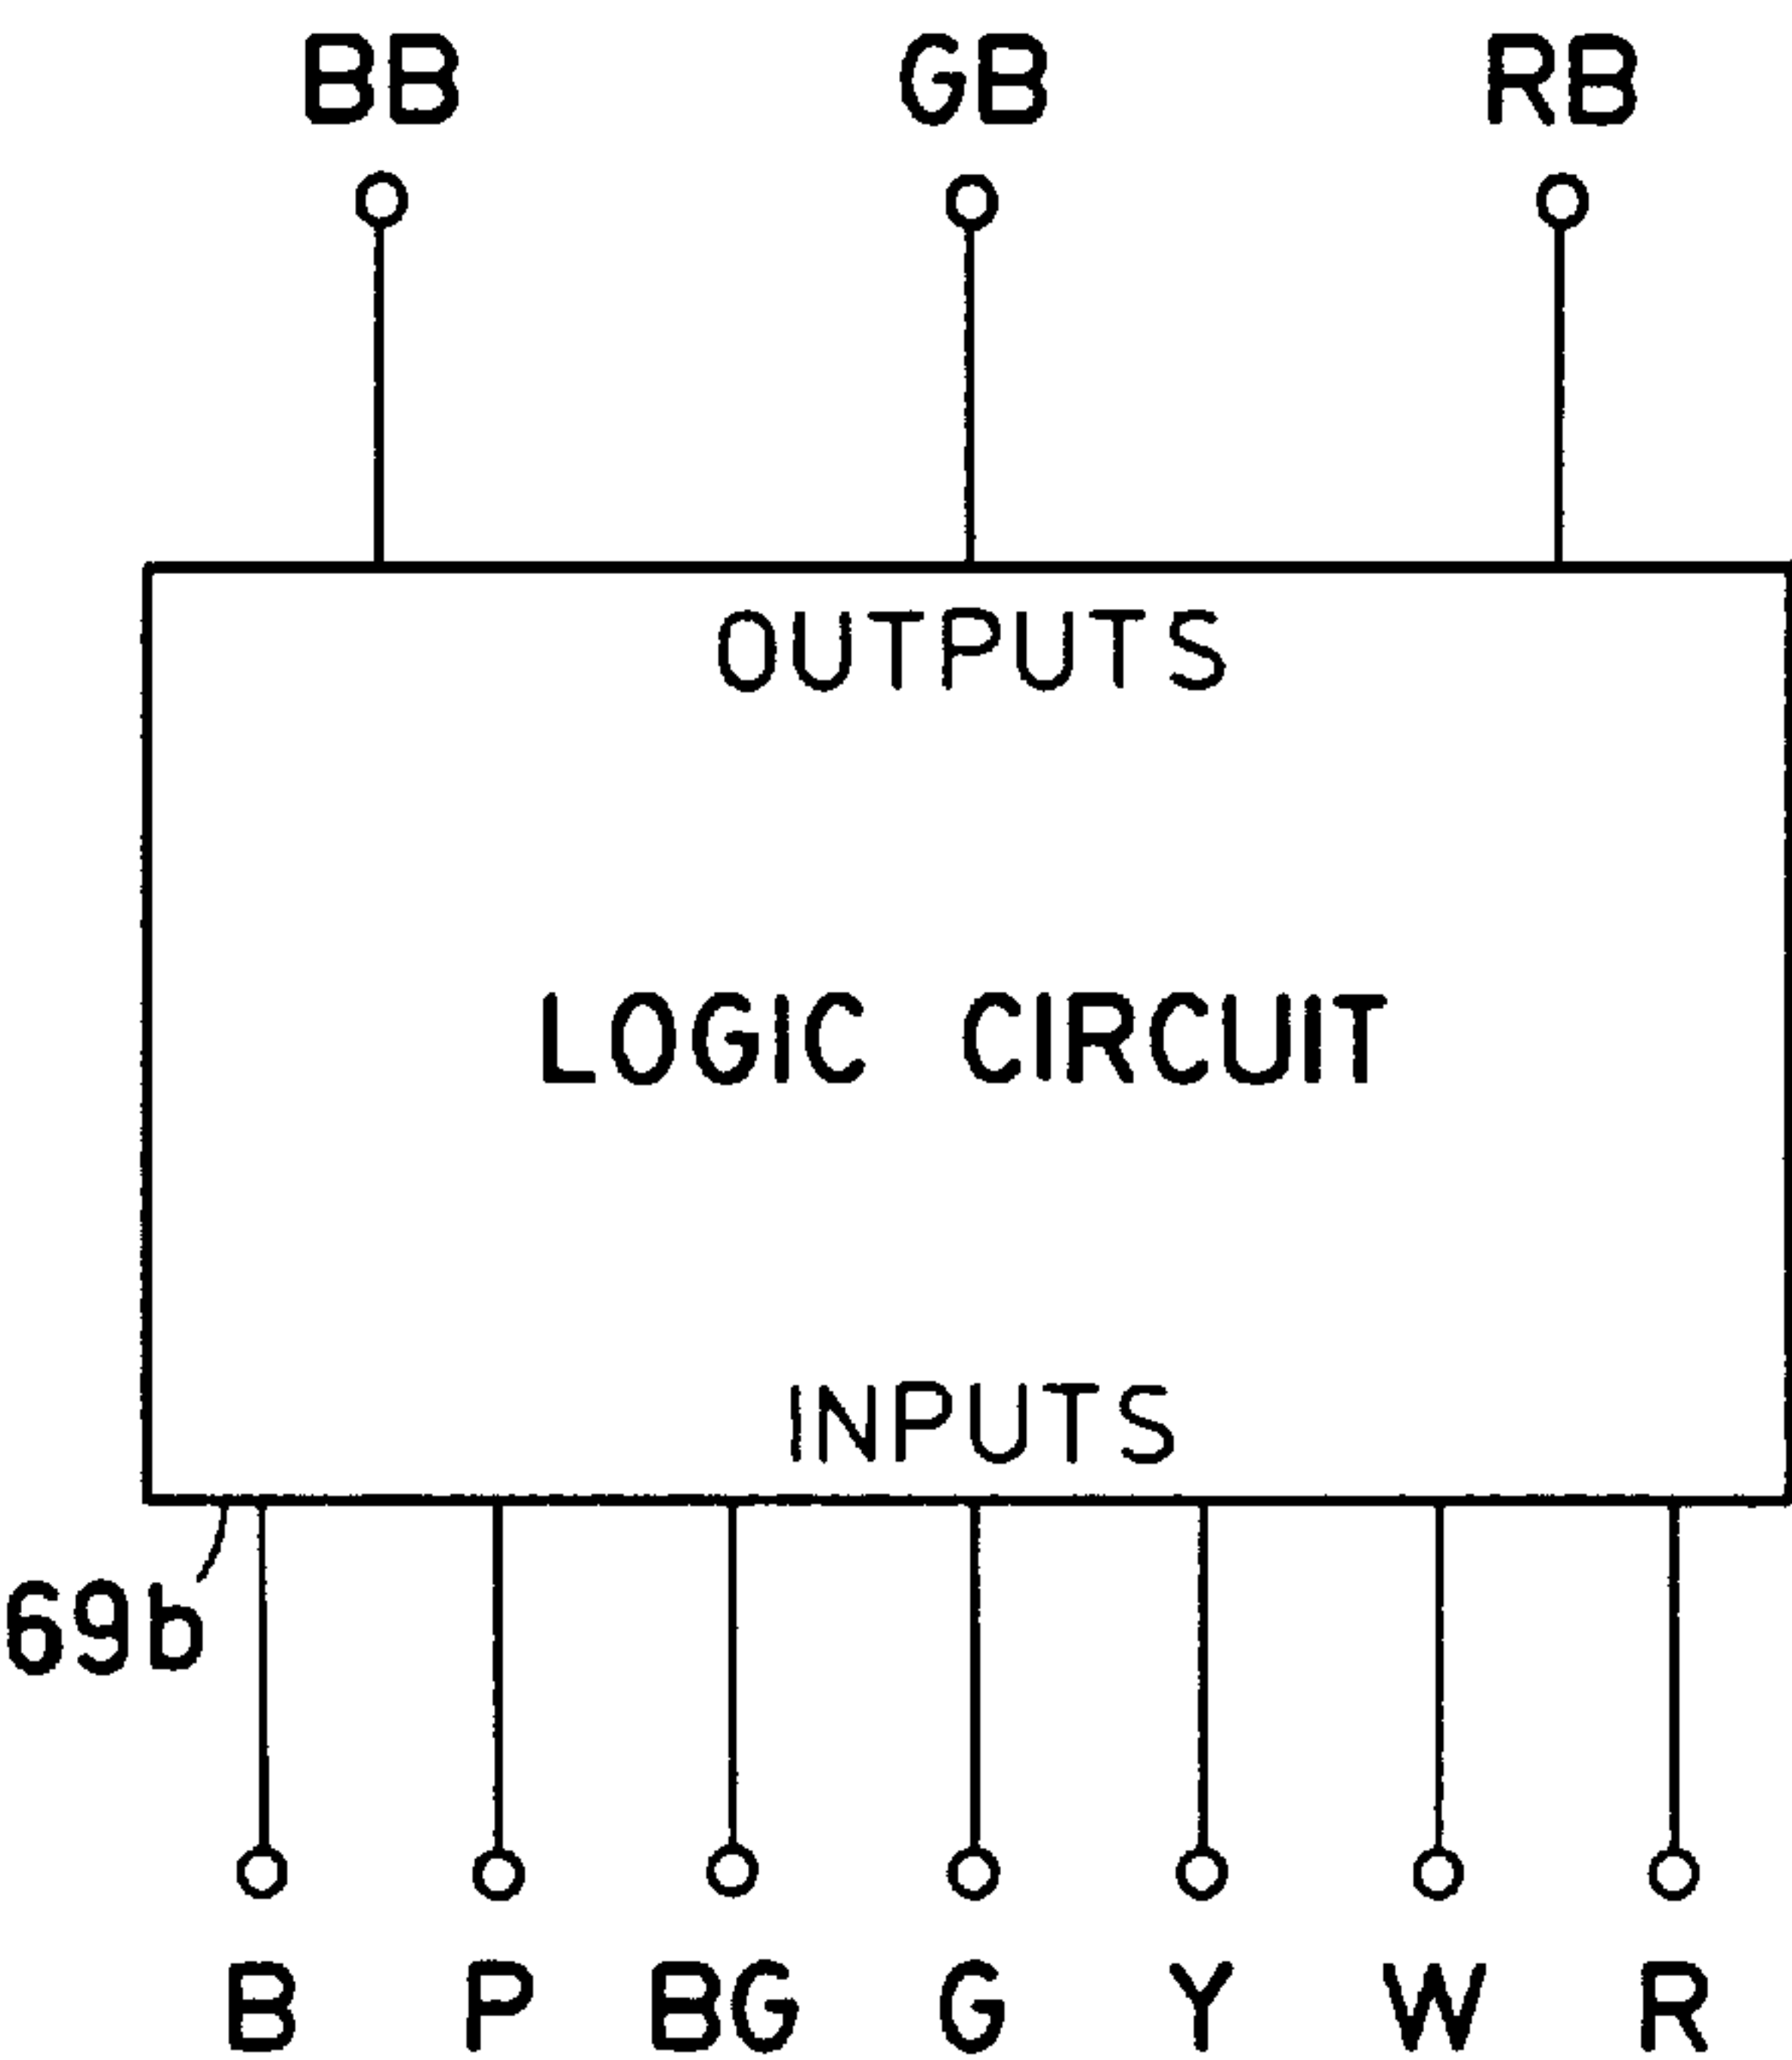 BB GB RB
OUTPUTS
LOGIC CIRCUIT
INPUTS
69b
B P BG G Y W R